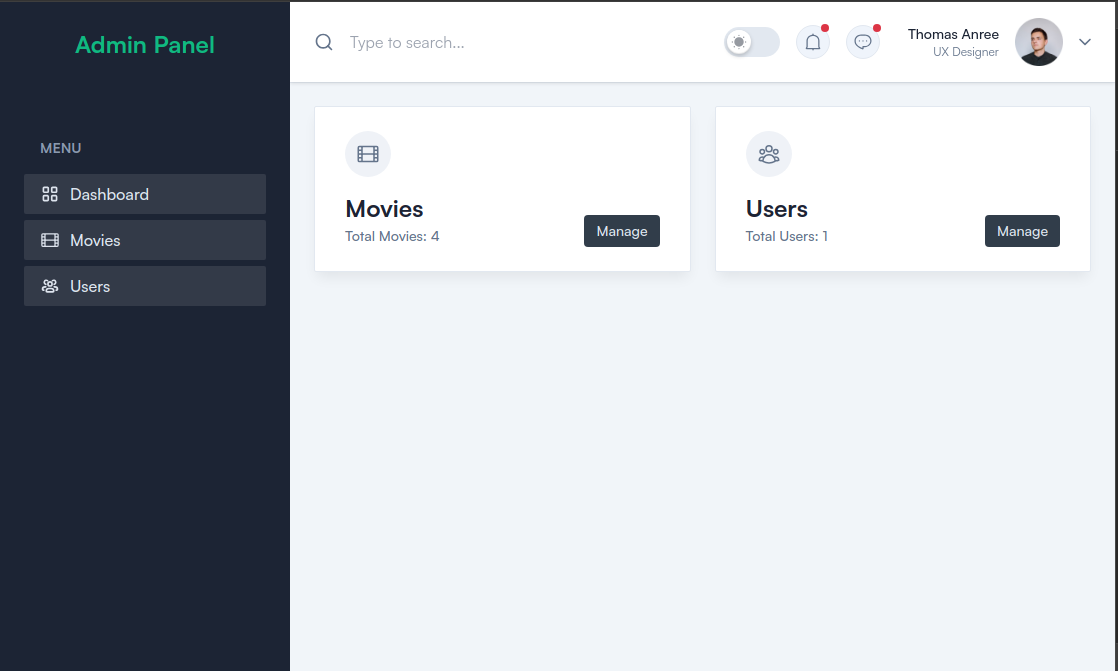 Admin Panel
MENU
Dashboard
Movies
Users
Type to search...
Thomas Anree
UX Designer
Movies
Total Movies: 4
Manage
Users
Total Users: 1
Manage